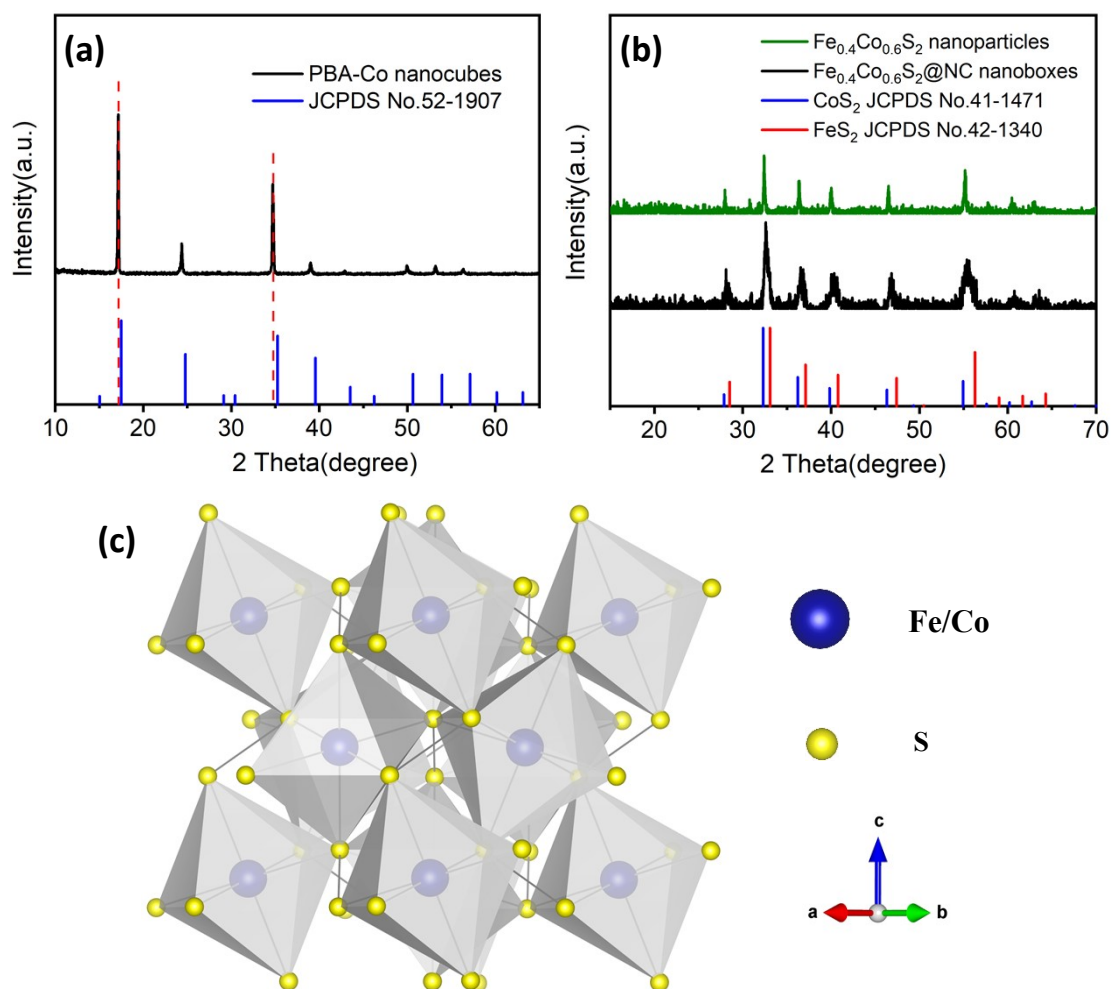 (a)
PBA-Co nanocubes
JCPDS No.52-1907
Intensity(a.u.)
10 20 30 40 50 60
2 Theta(degree)
(b)
Fe₀.₄Co₀.₆S₂ nanoparticles
Fe₀.₄Co₀.₆S₂@NC nanoboxes
CoS₂ JCPDS No.41-1471
FeS₂ JCPDS No.42-1340
Intensity(a.u.)
20 30 40 50 60 70
2 Theta(degree)
(c)
Fe/Co
S
c
a
b